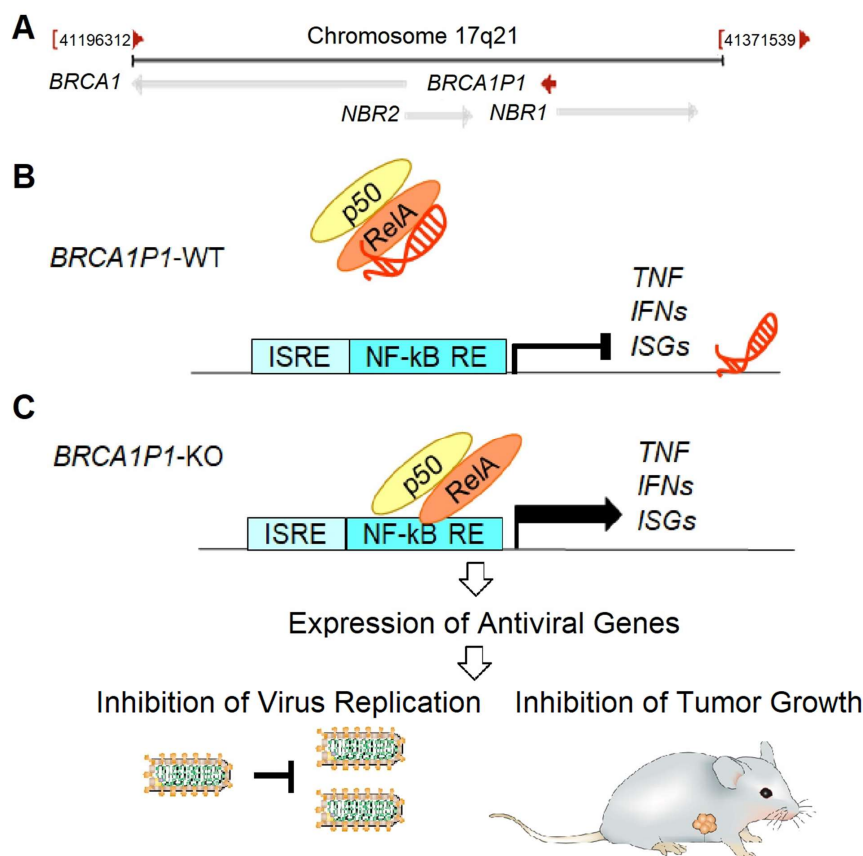 A
[41196312
Chromosome 17q21
[41371539
BRCA1
BRCA1P1
NBR2
NBR1
B
p50
RelA
BRCA1P1-WT
TNF
IFNs
ISGs
ISRE
NF-kB RE
C
BRCA1P1-KO
p50
RelA
TNF
IFNs
ISGs
ISRE
NF-kB RE
Expression of Antiviral Genes
Inhibition of Virus Replication
Inhibition of Tumor Growth